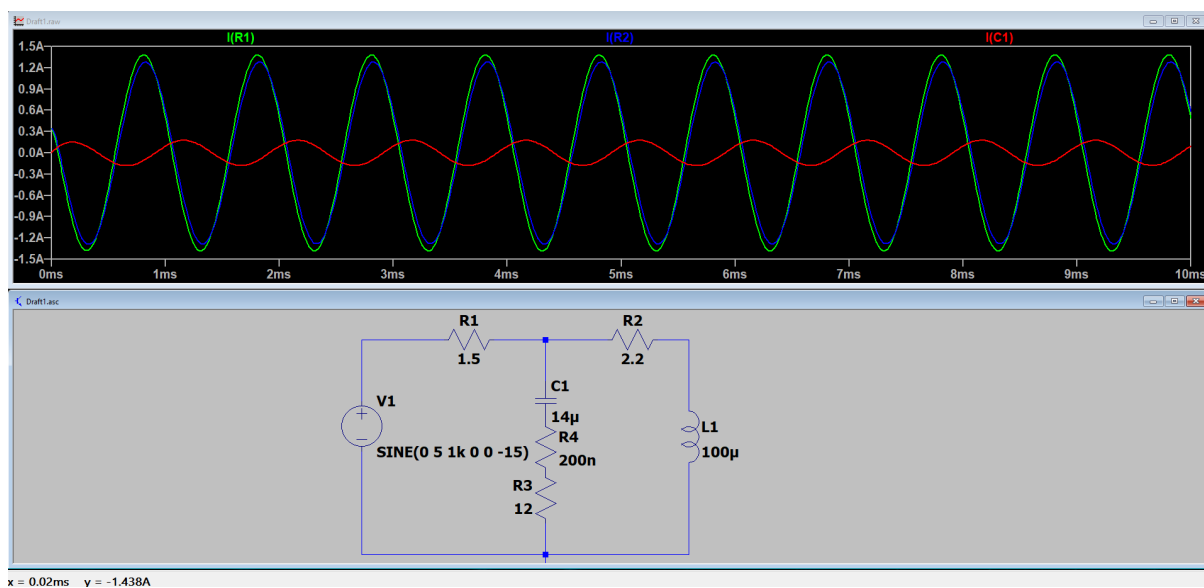 Draft1.raw
I(R1) I(R2) I(C1)
1.5A
1.2A
0.9A
0.6A
0.3A
0.0A
-0.3A
-0.6A
-0.9A
-1.2A
-1.5A
0ms 1ms 2ms 3ms 4ms 5ms 6ms 7ms 8ms 9ms 10ms
Draft1.asc
R1 R2
1.5 2.2
C1
V1
14µ
L1
R4
SINE(0 5 1k 0 0 -15) 200n 100µ
R3
12
x = 0.02ms y = -1.438A